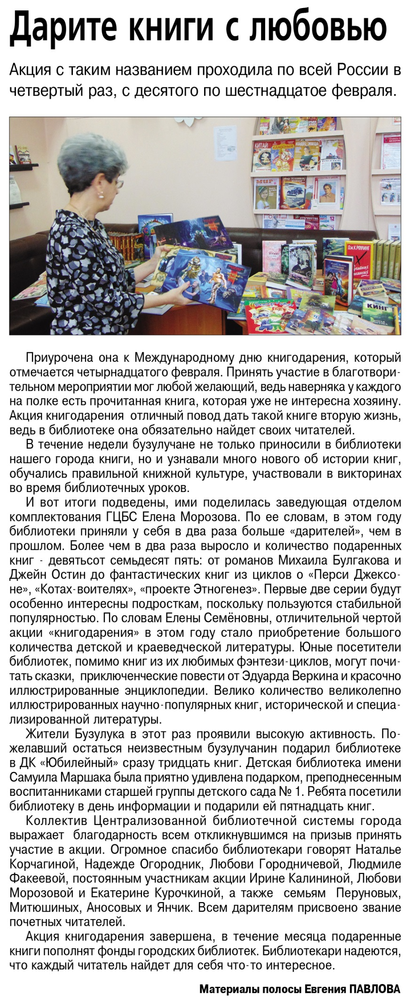 Дарите книги с любовью
Акция с таким названием проходила по всей России в
четвертый раз, с десятого по шестнадцатое февраля.
КИТАЙ
КЛАССНЫЙ
МИР
ДЖ.К.РОУЛИНГ
КИНГ
Приурочена она к Международному дню книгодарения, который
отмечается четырнадцатого февраля. Принять участие в благотвори-
тельном мероприятии мог любой желающий, ведь наверняка у каждого
на полке есть прочитанная книга, которая уже не интересна хозяину.
Акция книгодарения отличный повод дать такой книге вторую жизнь,
ведь в библиотеке она обязательно найдет своих читателей.
В течение недели бузулучане не только приносили в библиотеки
нашего города книги, но и узнавали много нового об истории книг,
обучались правильной книжной культуре, участвовали в викторинах
во время библиотечных уроков.
И вот итоги подведены, ими поделилась заведующая отделом
комплектования ГЦБС Елена Морозова. По ее словам, в этом году
библиотеки приняли у себя в два раза больше «дарителей», чем в
прошлом. Более чем в два раза выросло и количество подаренных
книг - девятьсот семьдесят пять: от романов Михаила Булгакова и
Джейн Остин до фантастических книг из циклов о «Перси Джексо-
не», «Котах-воителях», «проекте Этногенез». Первые две серии будут
особенно интересны подросткам, поскольку пользуются стабильной
популярностью. По словам Елены Семёновны, отличительной чертой
акции «книгодарения» в этом году стало приобретение большого
количества детской и краеведческой литературы. Юные посетители
библиотек, помимо книг из их любимых фэнтези-циклов, могут почи-
тать сказки, приключенческие повести от Эдуарда Веркина и красочно
иллюстрированные энциклопедии. Велико количество великолепно
иллюстрированных научно-популярных книг, исторической и специа-
лизированной литературы.
Жители Бузулука в этот раз проявили высокую активность. По-
желавший остаться неизвестным бузулучанин подарил библиотеке
в ДК «Юбилейный» сразу тридцать книг. Детская библиотека имени
Самуила Маршака была приятно удивлена подарком, преподнесенным
воспитанниками старшей группы детского сада № 1. Ребята посетили
библиотеку в день информации и подарили ей пятнадцать книг.
Коллектив Централизованной библиотечной системы города
выражает благодарность всем откликнувшимся на призыв принять
участие в акции. Огромное спасибо библиотекари говорят Наталье
Корчагиной, Надежде Огородник, Любови Городничевой, Людмиле
Факеевой, постоянным участникам акции Ирине Калининой, Любови
Морозовой и Екатерине Курочкиной, а также семьям Перуновых,
Митюшиных, Аносовых и Янчик. Всем дарителям присвоено звание
почетных читателей.
Акция книгодарения завершена, в течение месяца подаренные
книги пополнят фонды городских библиотек. Библиотекари надеются,
что каждый читатель найдет для себя что-то интересное.
Материалы полосы Евгения ПАВЛОВА